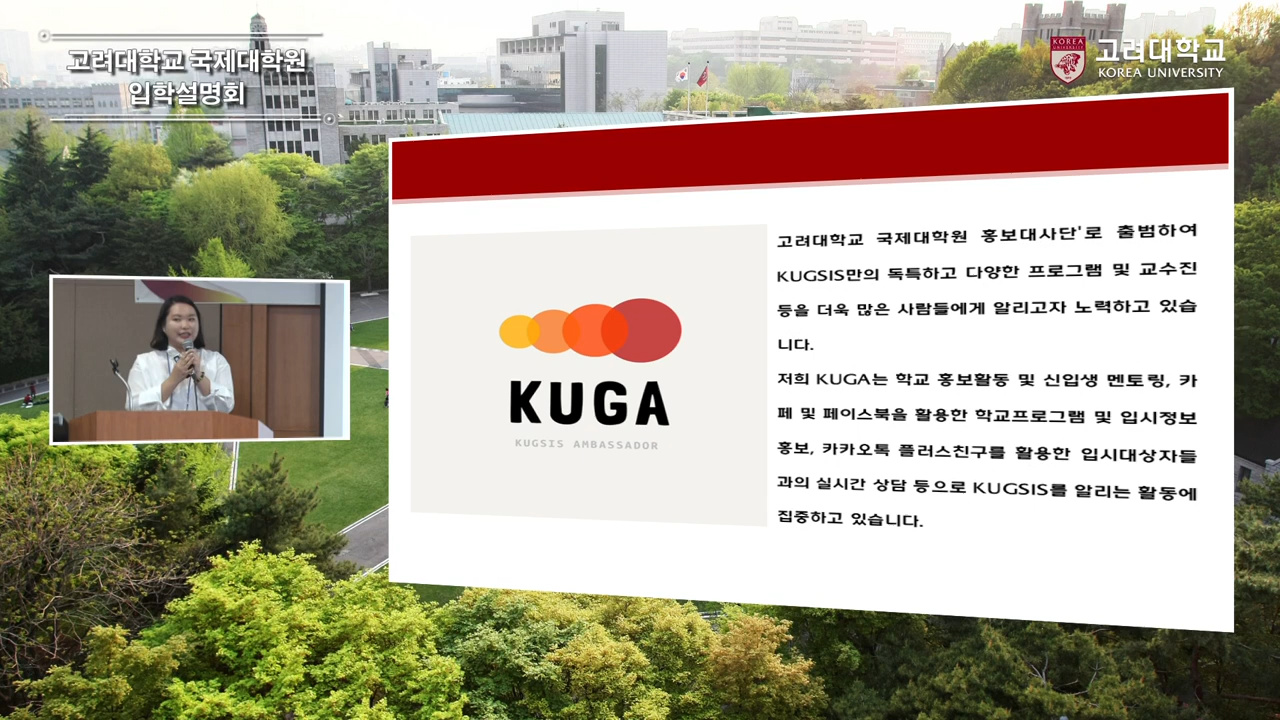 고려대학교 국제대학원
입학설명회
KOREA
UNIVERSITY
고려대학교
KOREA UNIVERSITY
KUGA
KUGSIS AMBASSADOR
고려대학교 국제대학원 홍보대사단'로 출범하여
KUGSIS만의 독특하고 다양한 프로그램 및 교수진
등을 더욱 많은 사람들에게 알리고자 노력하고 있습
니다.
저희 KUGA는 학교 홍보활동 및 신입생 멘토링, 카
페 및 페이스북을 활용한 학교프로그램 및 입시정보
홍보, 카카오톡 플러스친구를 활용한 입시대상자들
과의 실시간 상담 등으로 KUGSIS를 알리는 활동에
집중하고 있습니다.